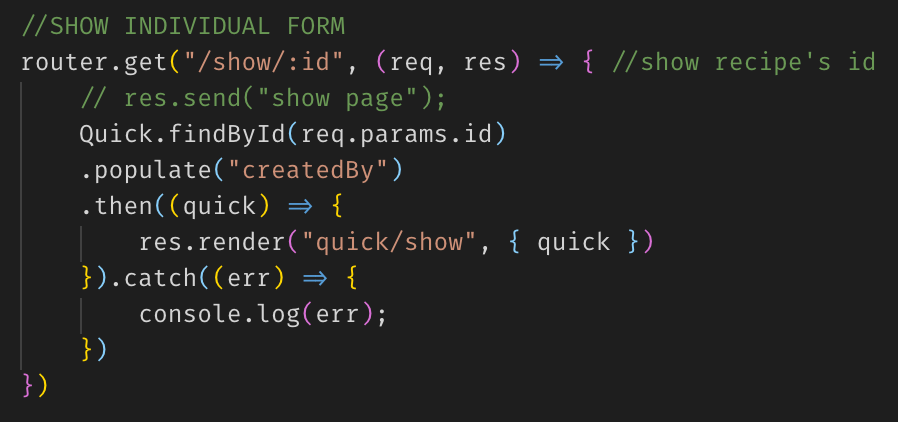 //SHOW INDIVIDUAL FORM
router.get("/show/:id", (req, res) => { //show recipe's id
    // res.send("show page");
    Quick.findById(req.params.id)
    .populate("createdBy")
    .then((quick) => {
        res.render("quick/show", { quick })
    }).catch((err) => {
        console.log(err);
    })
})